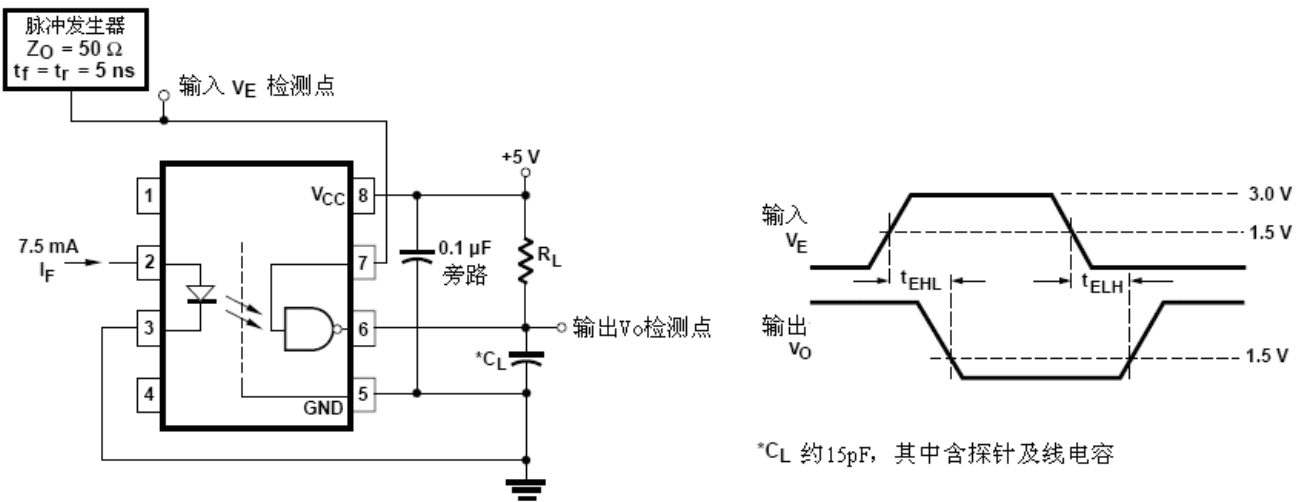 脉冲发生器
ZO = 50 Ω
tf = tr = 5 ns
输入 VE 检测点
+5 V
1
VCC 8
7.5 mA
IF
2
7
0.1 µF
旁路
RL
3
6
输出Vo检测点
*CL
4
GND
5
输入
VE
3.0 V
1.5 V
tEHL
tELH
输出
VO
1.5 V
*CL 约15pF，其中含探针及线电容